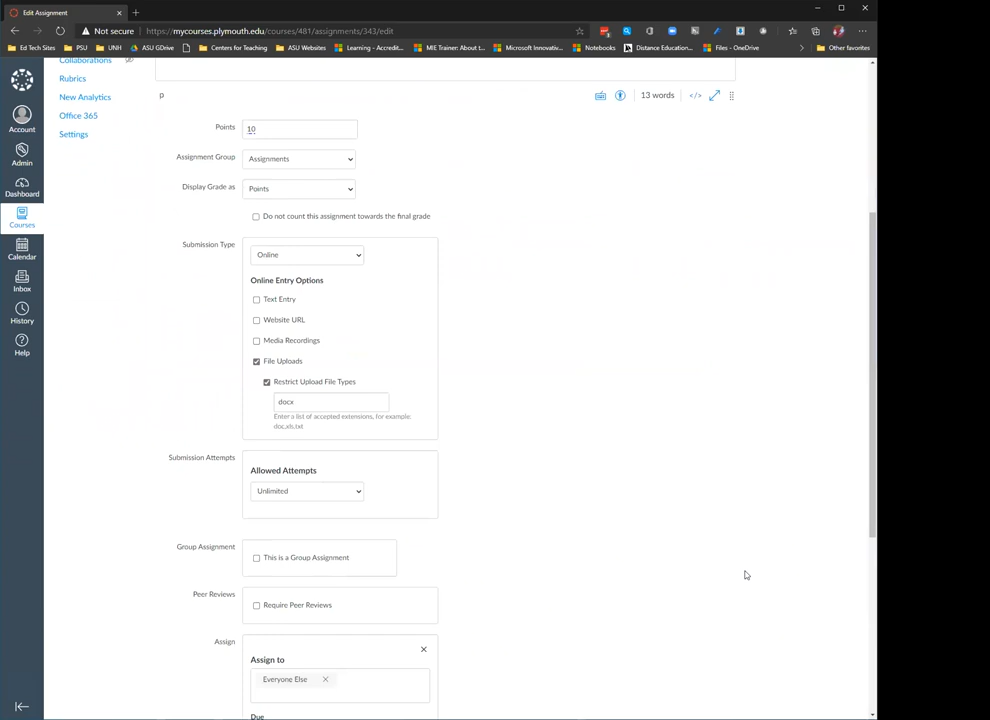 Edit Assignment
Not secure https://mycourses.plymouth.edu/courses/481/assignments/343/edit
Ed Tech Sites PSU UNH ASU GDrive Centers for Teaching ASU Websites Learning - Accredit... MIE Trainer: About t... Microsoft Innovativ... Notebooks Distance Education... Files - OneDrive Other favorites
Collaborations
Rubrics
New Analytics
Office 365
Settings
Account
Admin
Dashboard
Courses
Calendar
Inbox
History
Help
p 13 words </>
Points 10
Assignment Group Assignments
Display Grade as Points
Do not count this assignment towards the final grade
Submission Type Online
Online Entry Options
Text Entry
Website URL
Media Recordings
File Uploads
Restrict Upload File Types
docx
Enter a list of accepted extensions, for example:
doc,xls,txt
Submission Attempts
Allowed Attempts
Unlimited
Group Assignment This is a Group Assignment
Peer Reviews Require Peer Reviews
Assign
Assign to
Everyone Else
Due